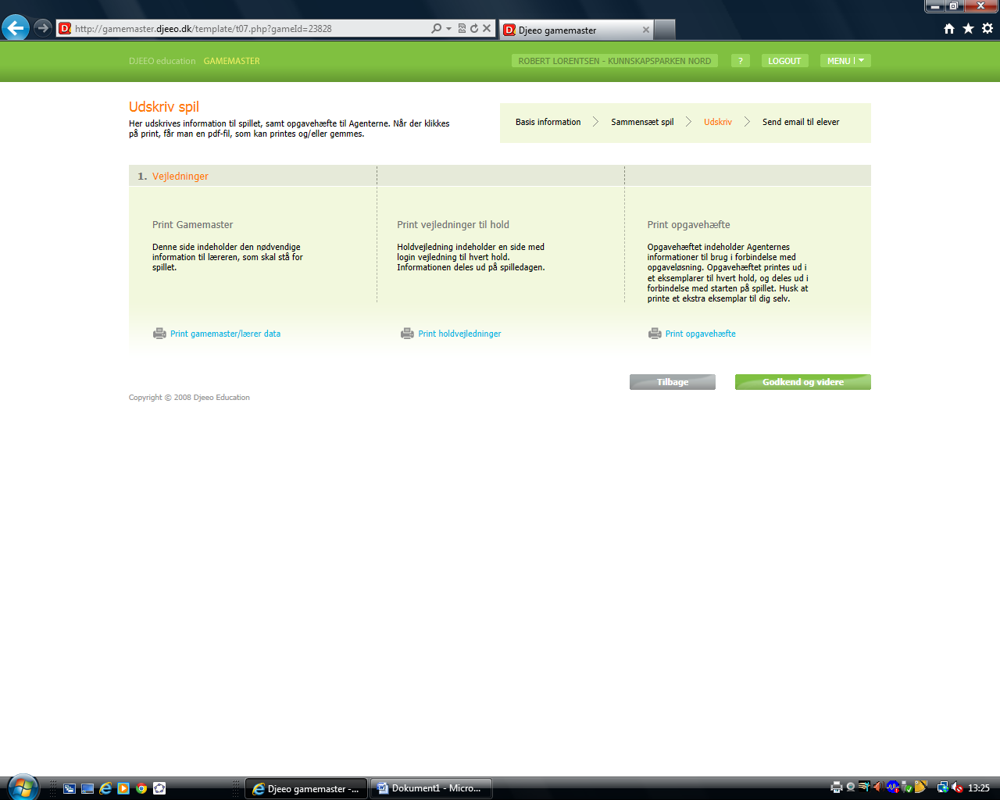 http://gamemaster.djeeo.dk/template/t07.php?gameId=23828
Djeeo gamemaster
DJEEO education GAMEMASTER
ROBERT LORENTSEN - KUNNSKAPSPARKEN NORD
?
LOGOUT
MENU
Udskriv spil
Her udskrives information til spillet, samt opgavehæfte til Agenterne. Når der klikkes
på print, får man en pdf-fil, som kan printes og/eller gemmes.
Basis information
Sammensæt spil
Udskriv
Send email til elever
1. Vejledninger
Print Gamemaster
Denne side indeholder den nødvendige
information til læreren, som skal stå for
spillet.
Print gamemaster/lærer data
Print vejledninger til hold
Holdvejledning indeholder en side med
login vejledning til hvert hold.
Informationen deles ud på spilledagen.
Print holdvejledninger
Print opgavehæfte
Opgavehæftet indeholder Agenternes
informationer til brug i forbindelse med
opgaveløsning. Opgavehæftet printes ud i
et eksemplarer til hvert hold, og deles ud i
forbindelse med starten på spillet. Husk at
printe et ekstra eksemplar til dig selv.
Print opgavehæfte
Tilbage
Godkend og videre
Copyright © 2008 Djeeo Education
Djeeo gamemaster -...
Dokument1 - Micro...
13:25